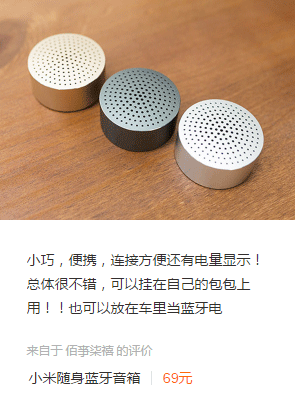 小巧，便携，连接方便还有电量显示！
总体很不错，可以挂在自己的包包上
用！！也可以放在车里当蓝牙电
来自于 佰亊柒禧 的评价
小米随身蓝牙音箱 | 69元